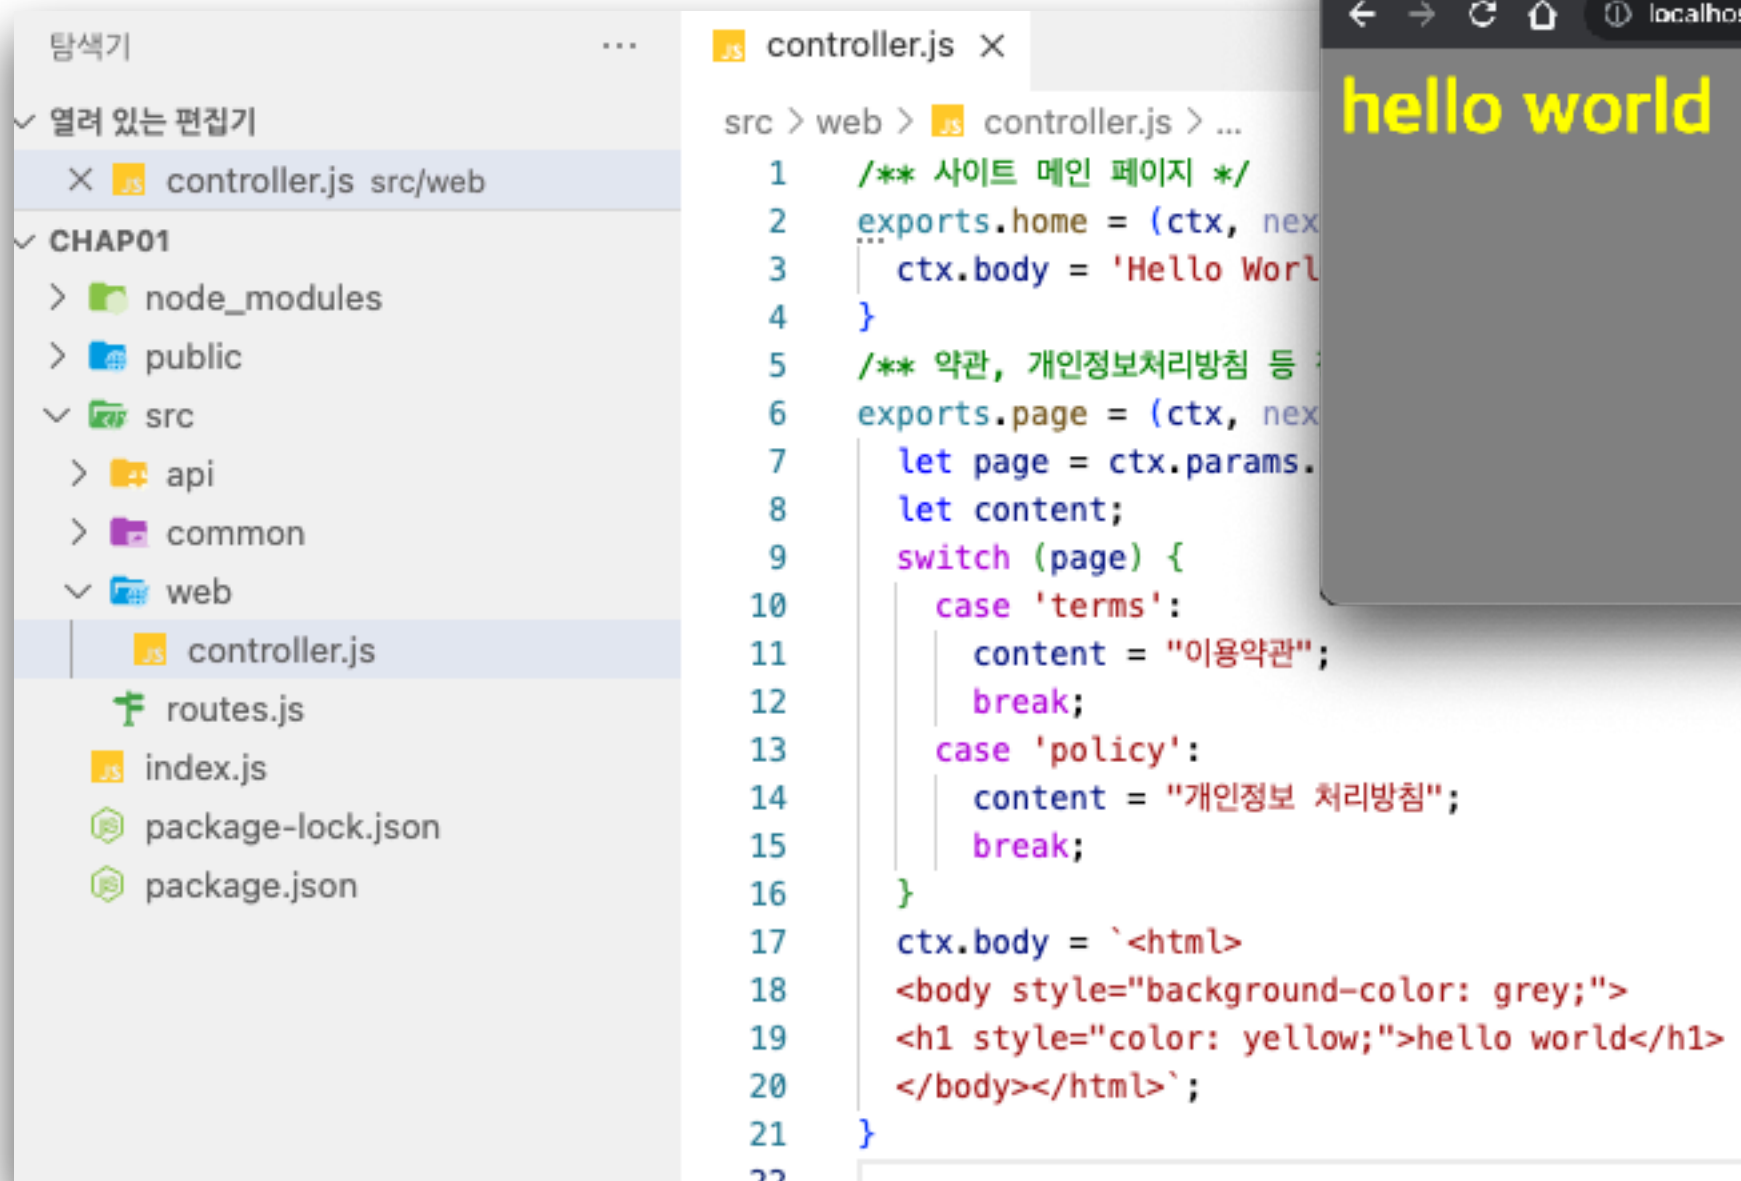 탐색기
···
열려 있는 편집기
controller.js src/web
CHAP01
node_modules
public
src
api
common
web
controller.js
routes.js
index.js
package-lock.json
package.json
controller.js
src > web > controller.js > ...
1 /** 사이트 메인 페이지 */
2 exports.home = (ctx,
3 ctx.body = 'Hello
4 }
5 /** 약관, 개인정보처리방침 등
6 exports.page = (ctx,
7 let page = ctx.params.
8 let content;
9 switch (page) {
10 case 'terms':
11 content = "이용약관";
12 break;
13 case 'policy':
14 content = "개인정보 처리방침";
15 break;
16 }
17 ctx.body = `<html>
18 <body style="background-color: grey;">
19 <h1 style="color: yellow;">hello world</h1>
20 </body></html>`;
21 }
22
hello world